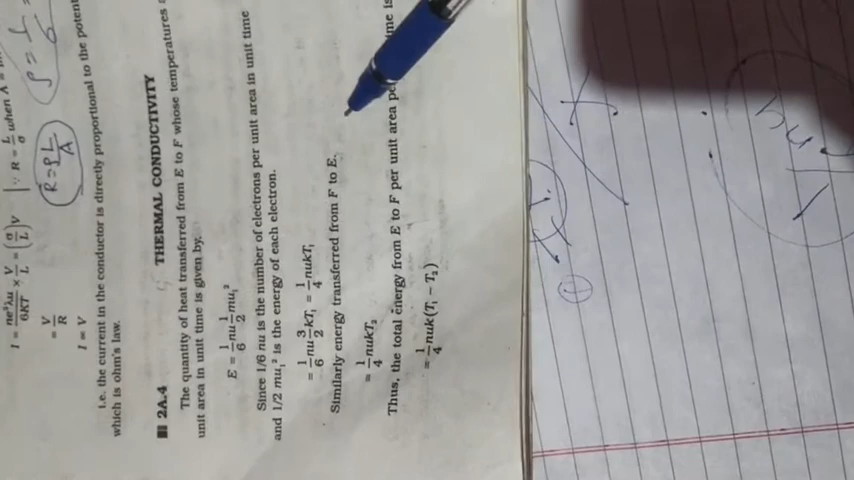 I = ne²λu/6KT × V/L = (σ/L)V | ∵ R = L/σ when A =
= V/R
R = ρL/A
I ∝ V
i.e. the current in the conductor is directly proportional to the poten
which is ohm's law.
2A.4 THERMAL CONDUCTIVITY
The quantity of heat transferred from E to F whose temperatures
unit area in unit time is given by.
E = 1/6 nu 1/2 mu₁²
Since 1/6 nu is the number of electrons per unit area in unit time
and 1/2 mu₁² is the energy of each electron.
= 1/6 nu 3/2 kT₁ = 1/4 nukT₁
Similarly energy transferred from F to E.
= 1/4 nukT₂
Thus, the total energy from E to F per unit area pe me is
= 1/4 nuk(T₁ - T₂)
①